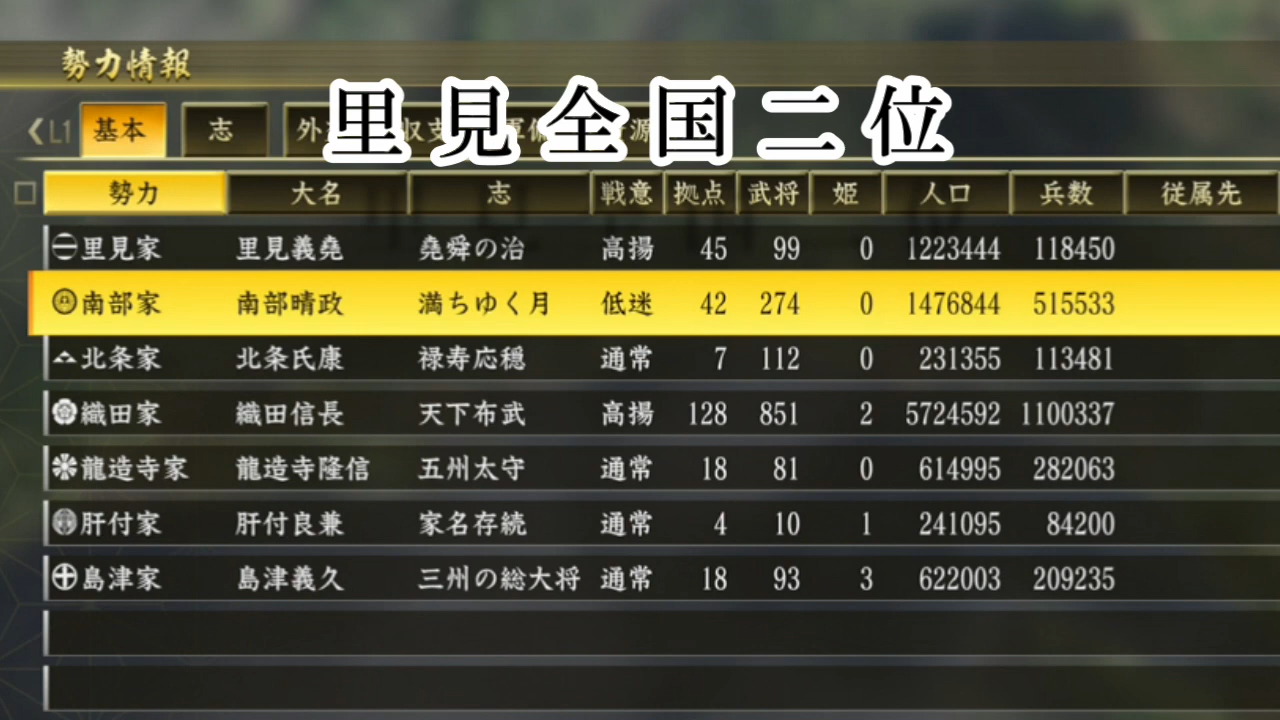 勢力情報
里見全国二位
L1 基本 志 外 収支 軍備 資源
勢力 大名 志 戦意 拠点 武将 姫 人口 兵数 従属先
里見家 里見義堯 堯舜の治 高揚 45 99 0 1223444 118450
南部家 南部晴政 満ちゆく月 低迷 42 274 0 1476844 515533
北条家 北条氏康 禄寿応穏 通常 7 112 0 231355 113481
織田家 織田信長 天下布武 高揚 128 851 2 5724592 1100337
龍造寺家 龍造寺隆信 五州太守 通常 18 81 0 614995 282063
肝付家 肝付良兼 家名存続 通常 4 10 1 241095 84200
島津家 島津義久 三州の総大将 通常 18 93 3 622003 209235